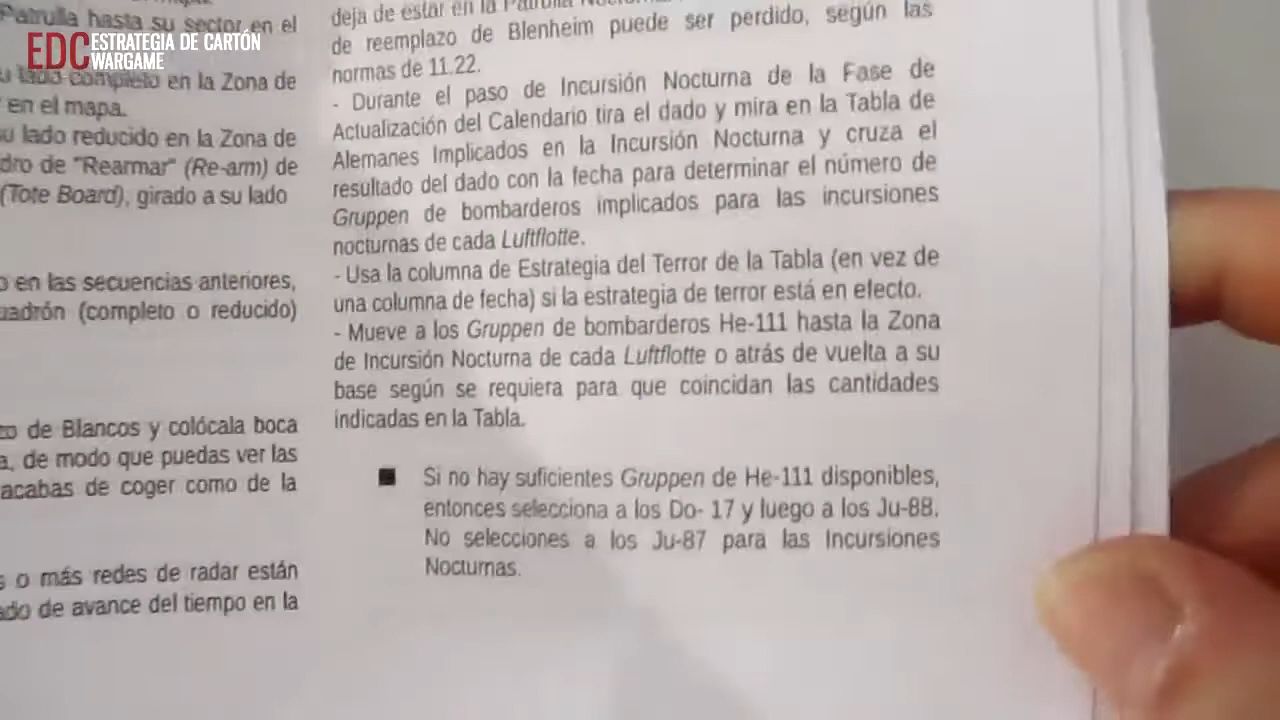 EDC ESTRATEGIA DE CARTÓN
WARGAME
Patrulla hasta su sector en el
lado completo en la Zona de
en el mapa.
su lado reducido en la Zona de
dro de "Rearmar" (Re-arm) de
(Tote Board), girado a su lado
o en las secuencias anteriores,
uadrón (completo o reducido)
zo de Blancos y colócala boca
a, de modo que puedas ver las
acabas de coger como de la
s o más redes de radar están
ado de avance del tiempo en la
deja de estar en la Patrulla
de reemplazo de Blenheim puede ser perdido, según las
normas de 11.22.
- Durante el paso de Incursión Nocturna de la Fase de
Actualización del Calendario tira el dado y mira en la Tabla de
Alemanes Implicados en la Incursión Nocturna y cruza el
resultado del dado con la fecha para determinar el número de
Gruppen de bombarderos implicados para las incursiones
nocturnas de cada Luftflotte.
- Usa la columna de Estrategia del Terror de la Tabla (en vez de
una columna de fecha) si la estrategia de terror está en efecto.
- Mueve a los Gruppen de bombarderos He-111 hasta la Zona
de Incursión Nocturna de cada Luftflotte o atrás de vuelta a su
base según se requiera para que coincidan las cantidades
indicadas en la Tabla.
■ Si no hay suficientes Gruppen de He-111 disponibles,
entonces selecciona a los Do- 17 y luego a los Ju-88.
No selecciones a los Ju-87 para las Incursiones
Nocturnas.